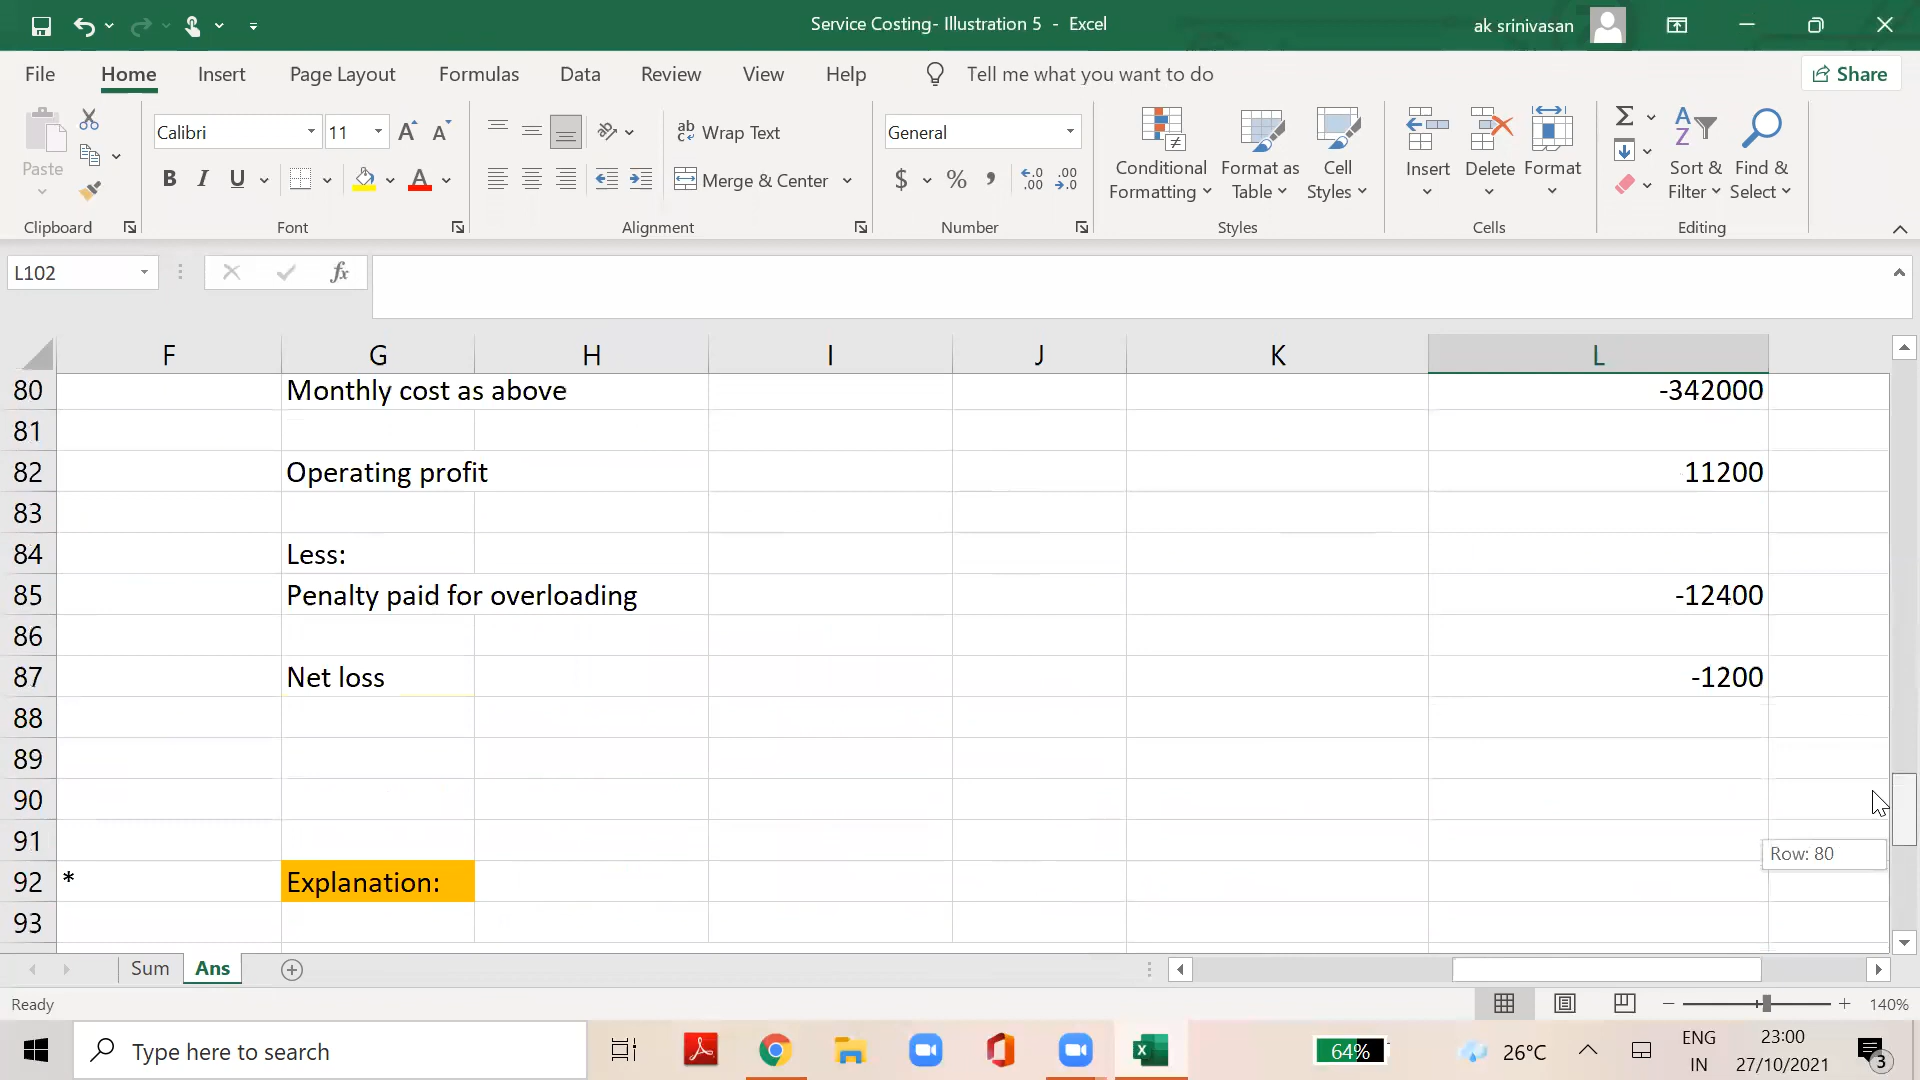 Service Costing- Illustration 5 - Excel
ak srinivasan
File Home Insert Page Layout Formulas Data Review View Help Tell me what you want to do Share
Paste
Clipboard
Calibri 11
B I U
Font
ab Wrap Text
Merge & Center
Alignment
General
$ % ,
Number
Conditional Formatting
Format as Table
Cell Styles
Styles
Insert Delete Format
Cells
Sort & Filter
Find & Select
Editing
L102 fx
F G H I J K L
80 Monthly cost as above -342000
81
82 Operating profit 11200
83
84 Less:
85 Penalty paid for overloading -12400
86
87 Net loss -1200
88
89
90
91
Row: 80
92 * Explanation:
93
Sum Ans
Ready 140%
Type here to search 64% 26°C ENG IN 23:00 27/10/2021 3